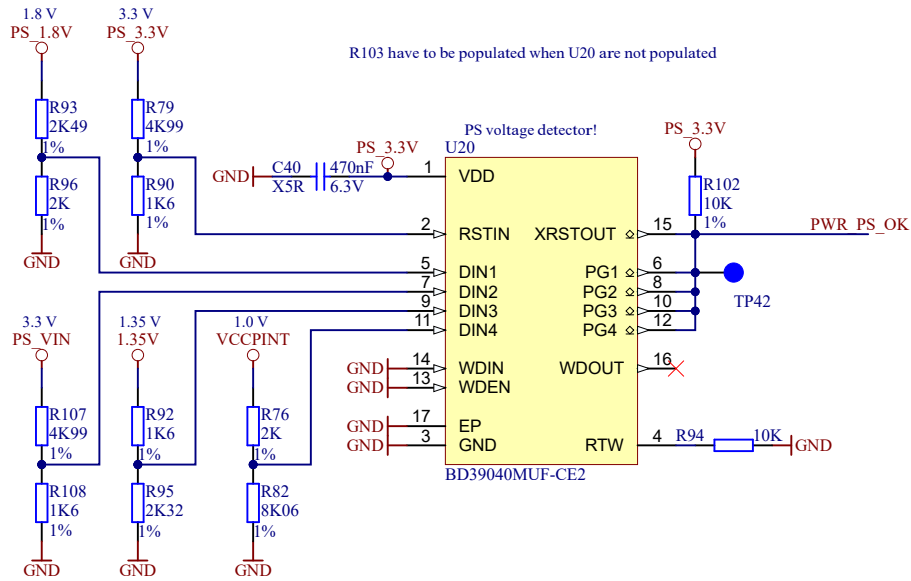 1.8 V
PS_1.8V
3.3 V
PS_3.3V
R103 have to be populated when U20 are not populated
R93
2K49
1%
R79
4K99
1%
R96
2K
1%
GND
R90
1K6
1%
GND
PS voltage detector!
U20
PS_3.3V
GND
C40
X5R
470nF
6.3V
1
VDD
2
RSTIN
5
DIN1
7
DIN2
9
DIN3
11
DIN4
GND
14
WDIN
GND
13
WDEN
GND
17
EP
GND
3
GND
XRSTOUT
15
PG1
6
PG2
8
PG3
10
PG4
12
WDOUT
16
RTW
4
BD39040MUF-CE2
PS_3.3V
R102
10K
1%
PWR_PS_OK
TP42
R94
10K
GND
3.3 V
PS_VIN
1.35 V
1.35V
1.0 V
VCCPINT
R107
4K99
1%
R92
1K6
1%
R76
2K
1%
R108
1K6
1%
GND
R95
2K32
1%
GND
R82
8K06
1%
GND